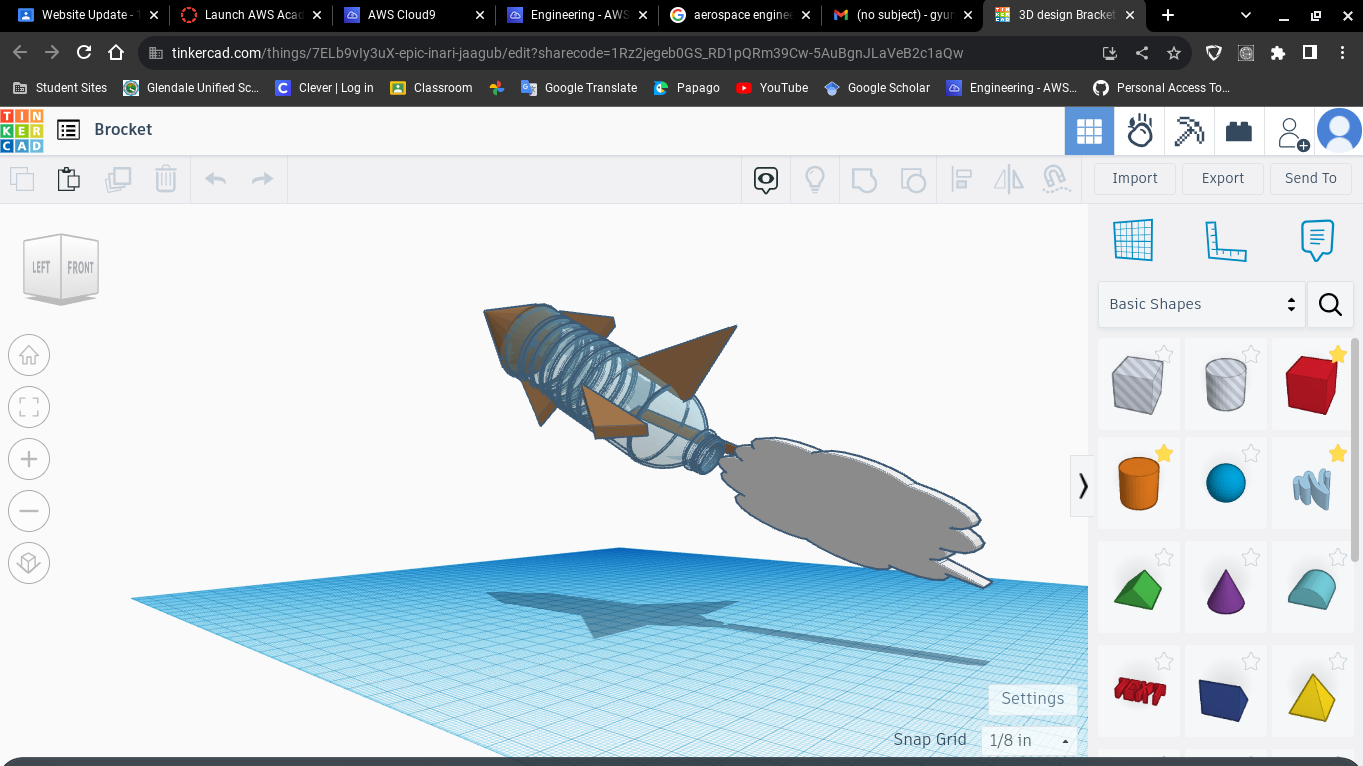 Website Update - T
Launch AWS Acad
AWS Cloud9
Engineering - AWS
aerospace enginee
(no subject) - gyun
3D design Bracket
tinkercad.com/things/7ELb9vIy3uX-epic-inari-jaagub/edit?sharecode=1Rz2jegeb0GS_RD1pQRm39Cw-5AuBgnJLaVeB2c1aQw
Student Sites
Glendale Unified Sc...
Clever | Log in
Classroom
Google Translate
Papago
YouTube
Google Scholar
Engineering - AWS...
Personal Access To...
TIN
KER
CAD
Brocket
Import
Export
Send To
LEFT
FRONT
Basic Shapes
TEXT
Settings
Snap Grid
1/8 in